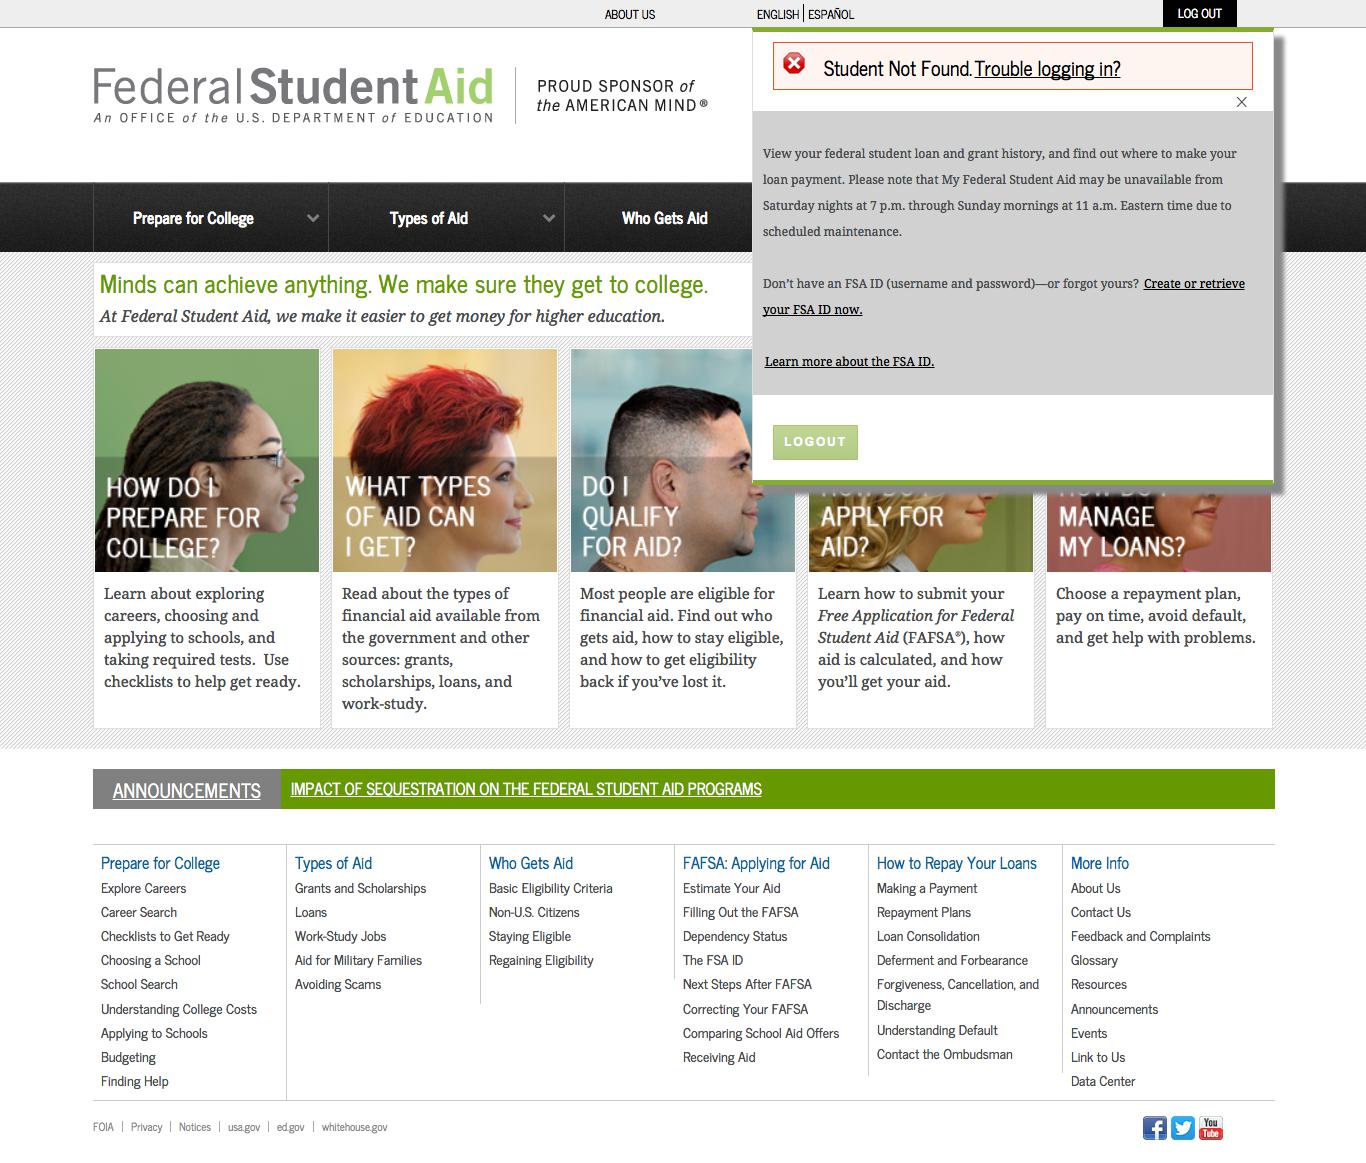 ABOUT US
ENGLISH | ESPAÑOL
LOG OUT
Federal Student Aid
An OFFICE of the U.S. DEPARTMENT of EDUCATION
PROUD SPONSOR of
the AMERICAN MIND®
Student Not Found. Trouble logging in?
View your federal student loan and grant history, and find out where to make your
loan payment. Please note that My Federal Student Aid may be unavailable from
Saturday nights at 7 p.m. through Sunday mornings at 11 a.m. Eastern time due to
scheduled maintenance.
Don't have an FSA ID (username and password)—or forgot yours? Create or retrieve
your FSA ID now.
Learn more about the FSA ID.
LOGOUT
Prepare for College
Types of Aid
Who Gets Aid
Minds can achieve anything. We make sure they get to college.
At Federal Student Aid, we make it easier to get money for higher education.
HOW DO I
PREPARE FOR
COLLEGE?
Learn about exploring
careers, choosing and
applying to schools, and
taking required tests. Use
checklists to help get ready.
WHAT TYPES
OF AID CAN
I GET?
Read about the types of
financial aid available from
the government and other
sources: grants,
scholarships, loans, and
work-study.
DO I
QUALIFY
FOR AID?
Most people are eligible for
financial aid. Find out who
gets aid, how to stay eligible,
and how to get eligibility
back if you've lost it.
HOW DO I
APPLY FOR
AID?
Learn how to submit your
Free Application for Federal
Student Aid (FAFSA®), how
aid is calculated, and how
you'll get your aid.
HOW DO I
MANAGE
MY LOANS?
Choose a repayment plan,
pay on time, avoid default,
and get help with problems.
ANNOUNCEMENTS
IMPACT OF SEQUESTRATION ON THE FEDERAL STUDENT AID PROGRAMS
Prepare for College
Explore Careers
Career Search
Checklists to Get Ready
Choosing a School
School Search
Understanding College Costs
Applying to Schools
Budgeting
Finding Help
Types of Aid
Grants and Scholarships
Loans
Work-Study Jobs
Aid for Military Families
Avoiding Scams
Who Gets Aid
Basic Eligibility Criteria
Non-U.S. Citizens
Staying Eligible
Regaining Eligibility
FAFSA: Applying for Aid
Estimate Your Aid
Filling Out the FAFSA
Dependency Status
The FSA ID
Next Steps After FAFSA
Correcting Your FAFSA
Comparing School Aid Offers
Receiving Aid
How to Repay Your Loans
Making a Payment
Repayment Plans
Loan Consolidation
Deferment and Forbearance
Forgiveness, Cancellation, and
Discharge
Understanding Default
Contact the Ombudsman
More Info
About Us
Contact Us
Feedback and Complaints
Glossary
Resources
Announcements
Events
Link to Us
Data Center
FOIA | Privacy | Notices | usa.gov | ed.gov | whitehouse.gov
You
Tube